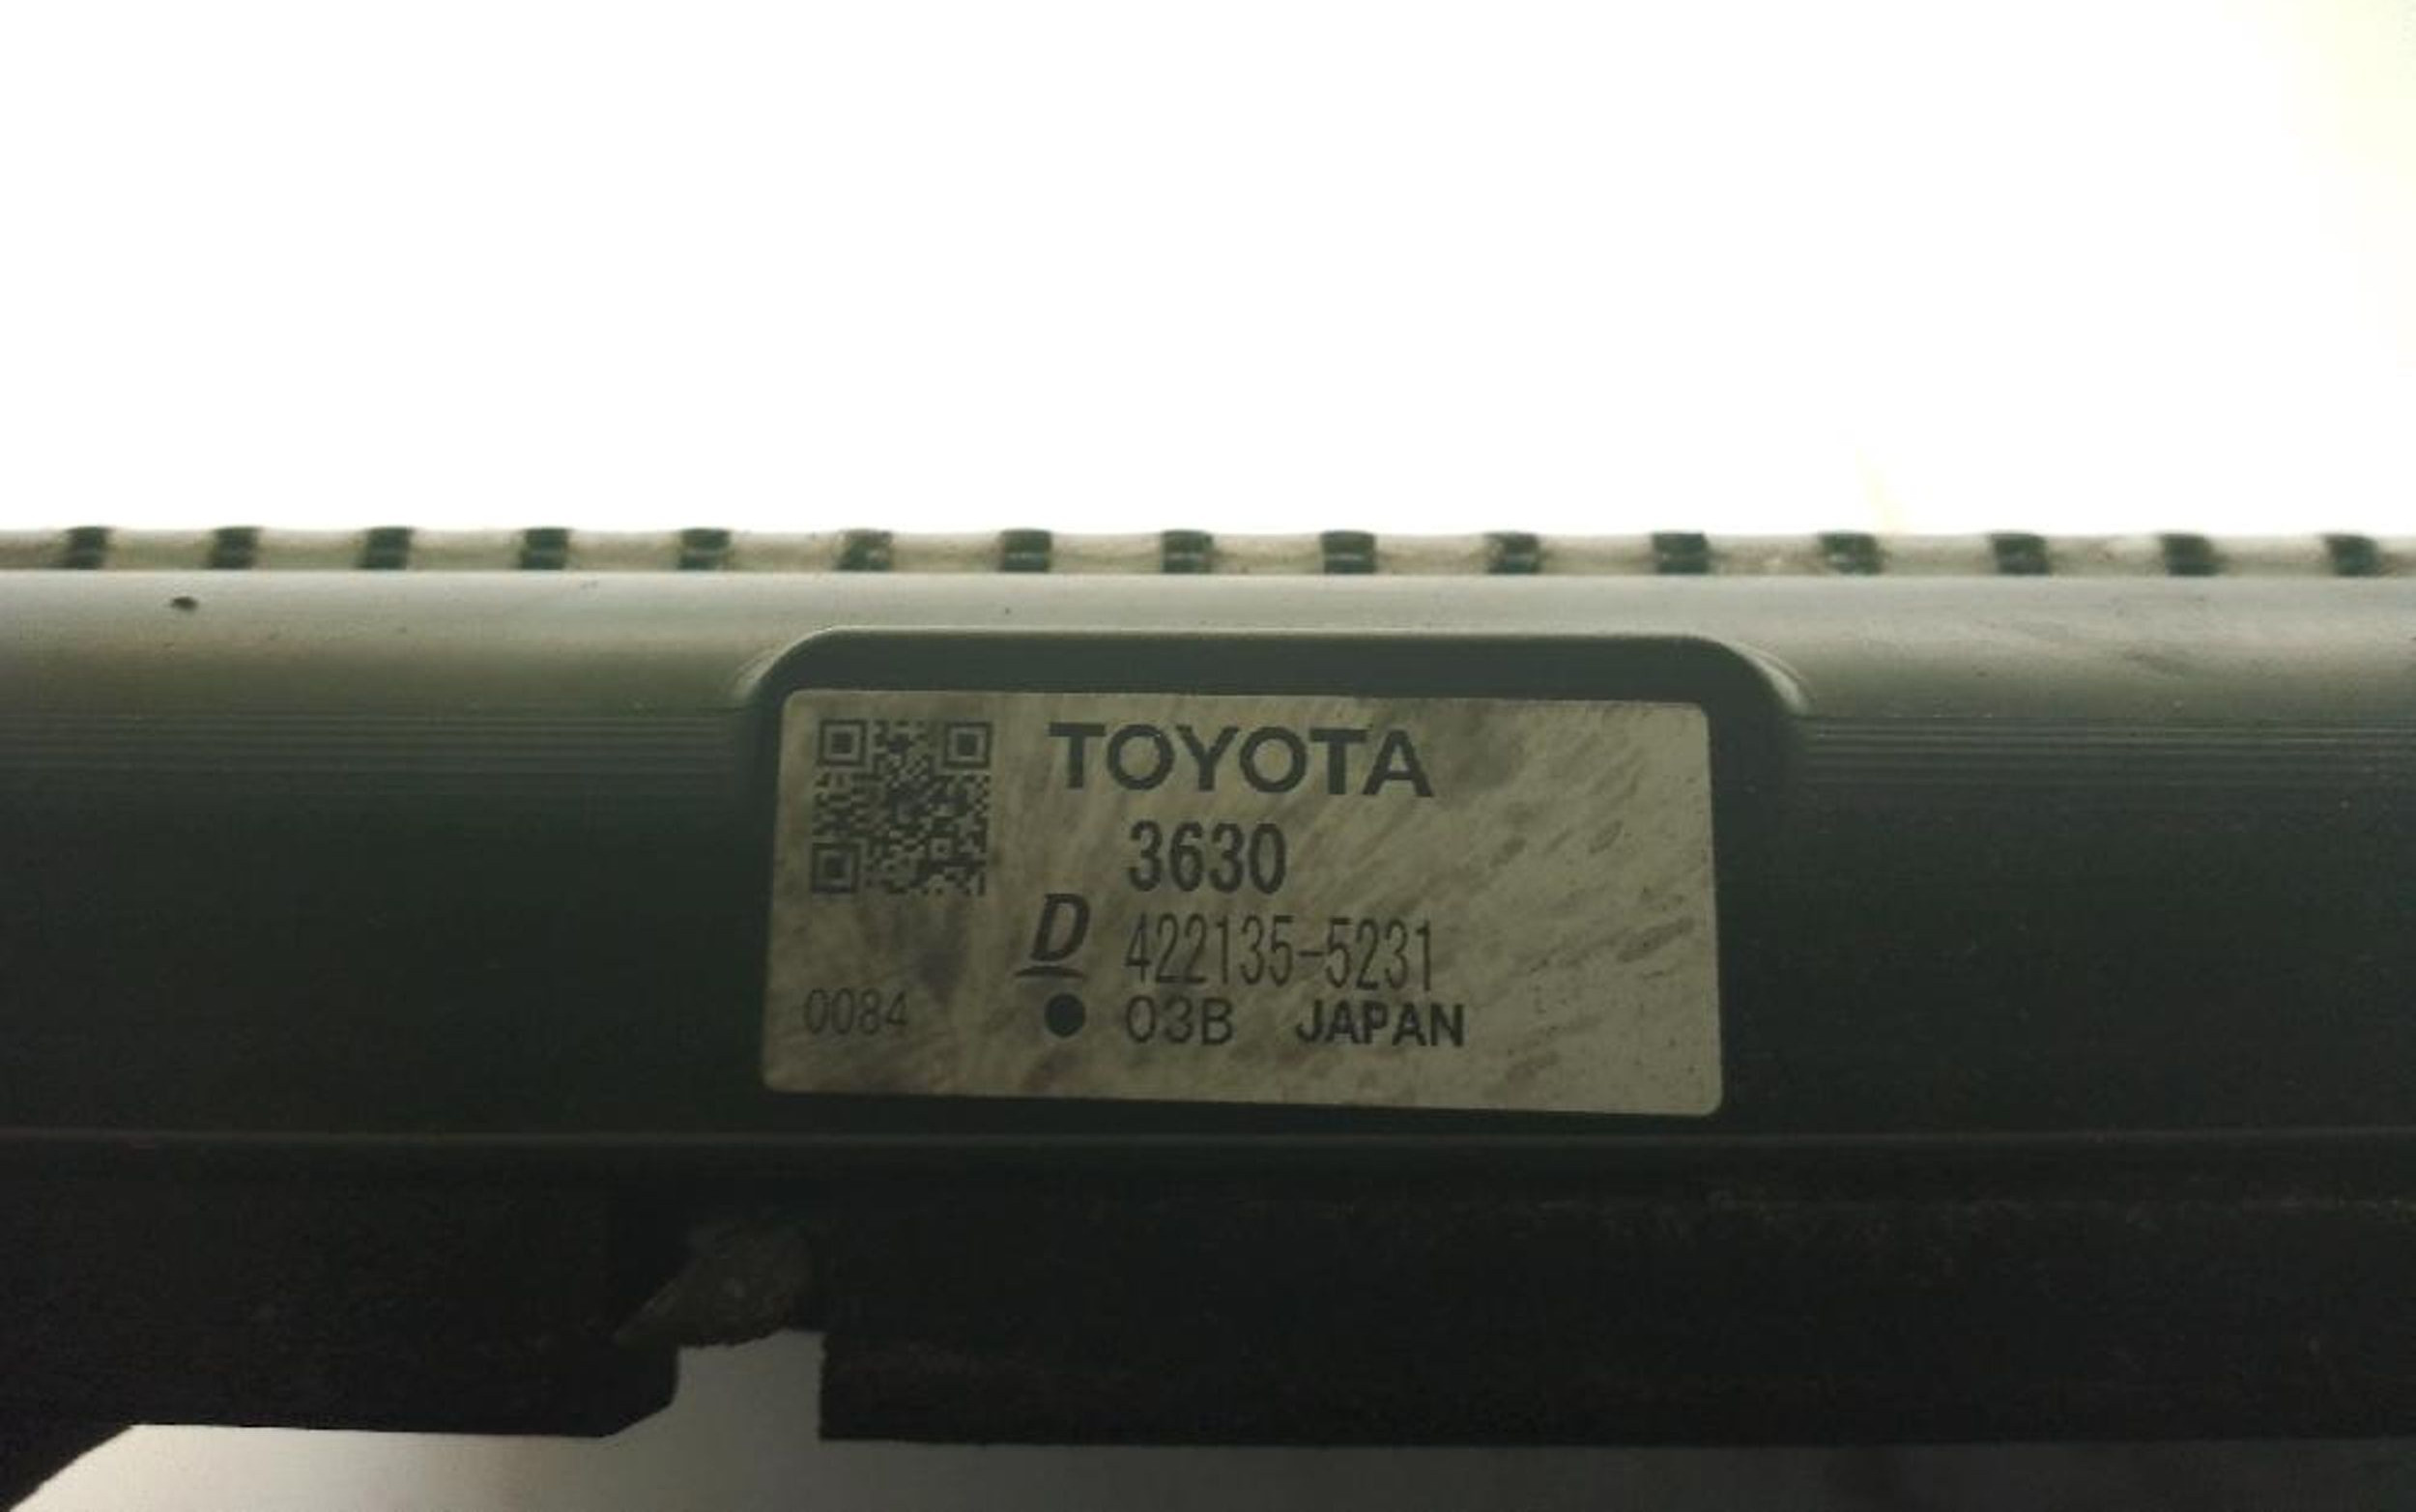 TOYOTA
3630
D 422135-5231
0084 ● 03B JAPAN